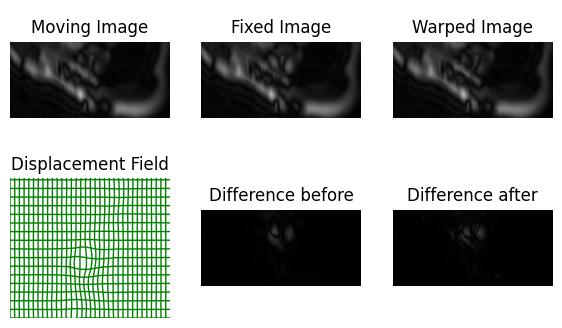 Moving Image
Fixed Image
Warped Image
Displacement Field
Difference before
Difference after